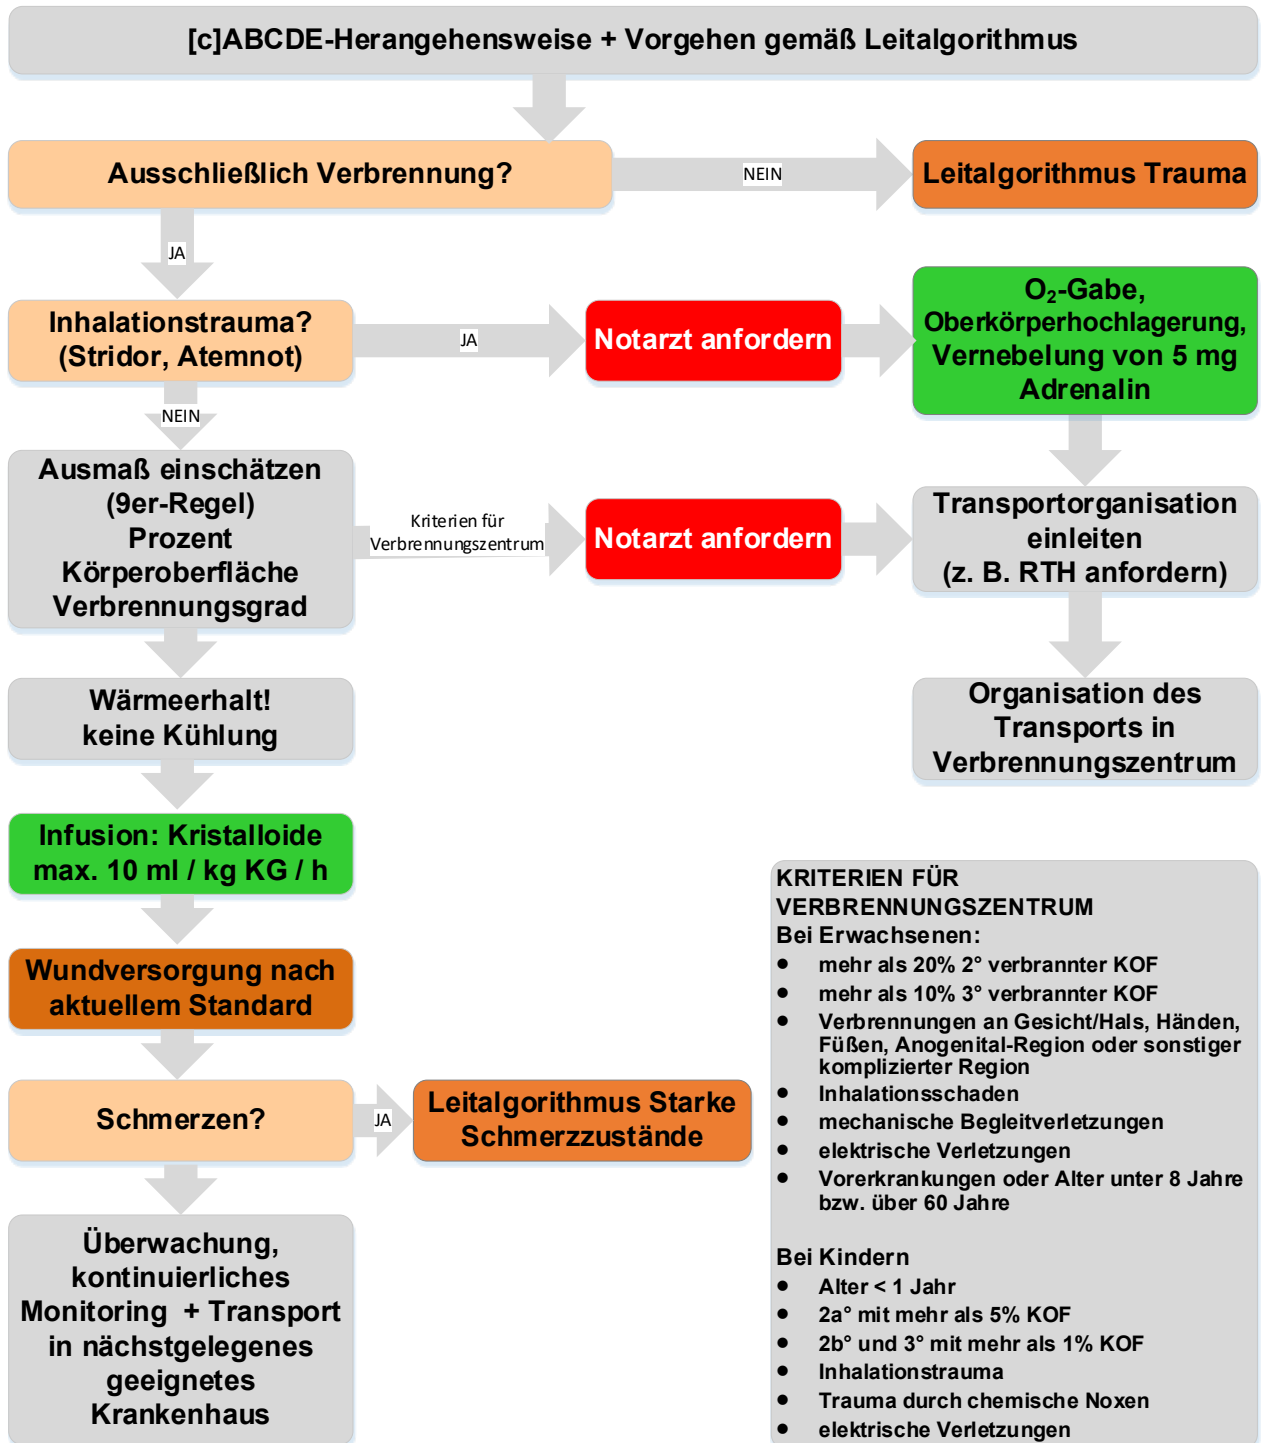 [c]ABCDE-Herangehensweise + Vorgehen gemäß Leitalgorithmus
Ausschließlich Verbrennung?
NEIN
Leitalgorithmus Trauma
JA
Inhalationstrauma?
(Stridor, Atemnot)
JA
Notarzt anfordern
O₂-Gabe,
Oberkörperhochlagerung,
Vernebelung von 5 mg
Adrenalin
NEIN
Ausmaß einschätzen
(9er-Regel)
Prozent
Körperoberfläche
Verbrennungsgrad
Kriterien für
Verbrennungszentrum
Notarzt anfordern
Transportorganisation
einleiten
(z. B. RTH anfordern)
Wärmeerhalt!
keine Kühlung
Organisation des
Transports in
Verbrennungszentrum
Infusion: Kristalloide
max. 10 ml / kg KG / h
Wundversorgung nach
aktuellem Standard
Schmerzen?
JA
Leitalgorithmus Starke
Schmerzzustände
Überwachung,
kontinuierliches
Monitoring + Transport
in nächstgelegenes
geeignetes
Krankenhaus
KRITERIEN FÜR
VERBRENNUNGSZENTRUM
Bei Erwachsenen:
• mehr als 20% 2° verbrannter KOF
• mehr als 10% 3° verbrannter KOF
• Verbrennungen an Gesicht/Hals, Händen,
Füßen, Anogenital-Region oder sonstiger
komplizierter Region
• Inhalationsschaden
• mechanische Begleitverletzungen
• elektrische Verletzungen
• Vorerkrankungen oder Alter unter 8 Jahre
bzw. über 60 Jahre
Bei Kindern
• Alter < 1 Jahr
• 2a° mit mehr als 5% KOF
• 2b° und 3° mit mehr als 1% KOF
• Inhalationstrauma
• Trauma durch chemische Noxen
• elektrische Verletzungen